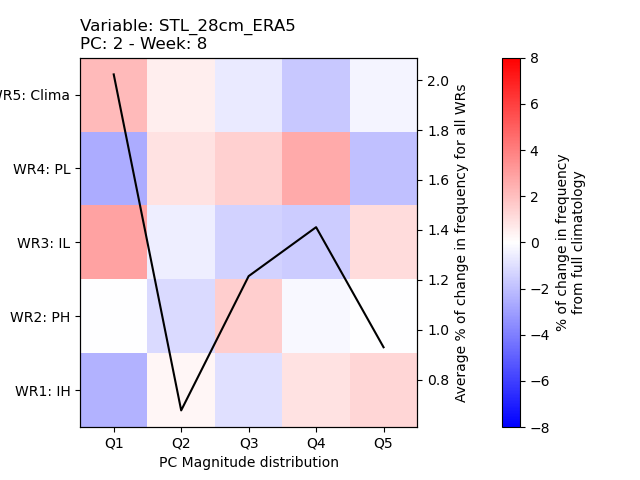 Variable: STL_28cm_ERA5
PC: 2 - Week: 8
WR5: Clima
WR4: PL
WR3: IL
WR2: PH
WR1: IH
Q1 Q2 Q3 Q4 Q5
PC Magnitude distribution
2.0
1.8
1.6
1.4
1.2
1.0
0.8
Average % of change in frequency for all WRs
8
6
4
2
0
−2
−4
−6
−8
% of change in frequency
from full climatology